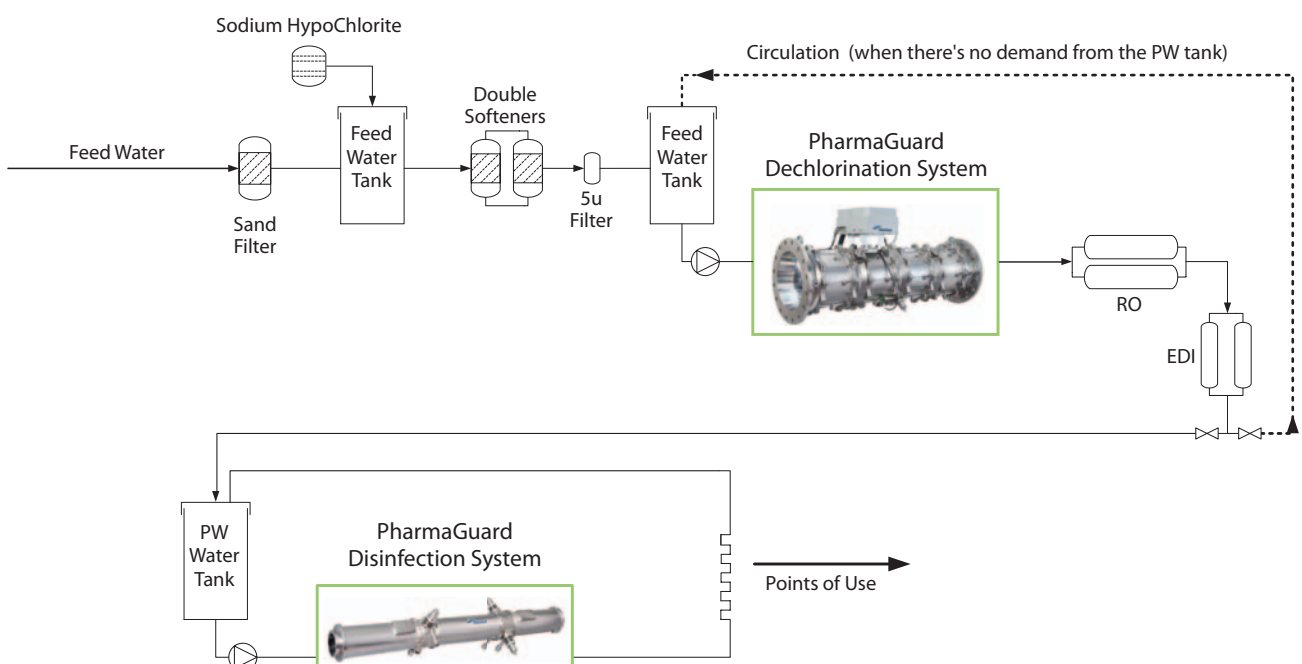 Sodium HypoChlorite
Circulation (when there's no demand from the PW tank)
Double
Softeners
Feed
Water
Tank
Feed
Water
Tank
PharmaGuard
Dechlorination System
Feed Water
5u
Filter
Sand
Filter
RO
EDI
PW
Water
Tank
PharmaGuard
Disinfection System
Points of Use